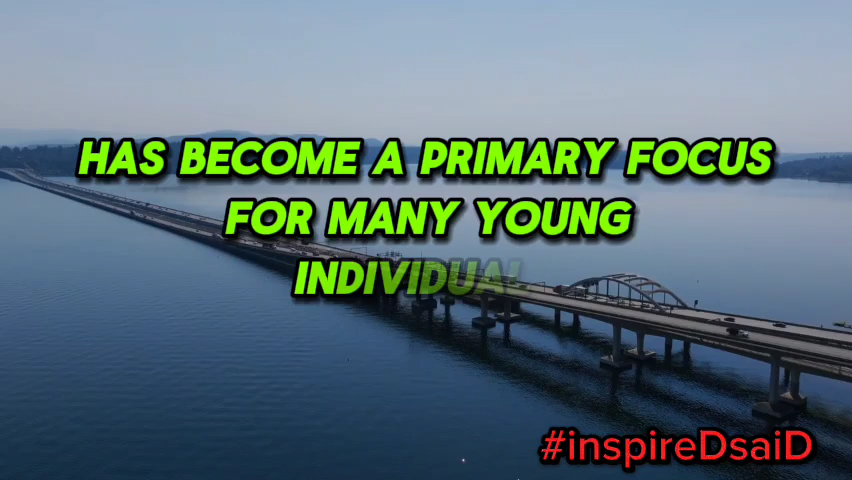 HAS BECOME A PRIMARY FOCUS
FOR MANY YOUNG
INDIVIDUAL
#inspireDsaiD